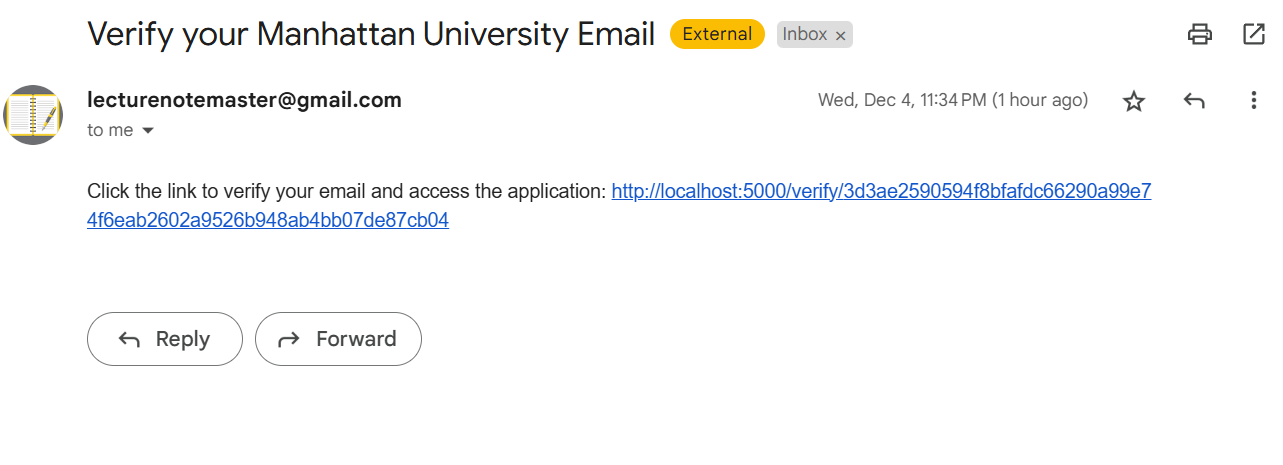 Verify your Manhattan University Email External Inbox ×
lecturenotemaster@gmail.com Wed, Dec 4, 11:34 PM (1 hour ago)
to me
Click the link to verify your email and access the application: http://localhost:5000/verify/3d3ae2590594f8bfafdc66290a99e7
4f6eab2602a9526b948ab4bb07de87cb04
Reply Forward